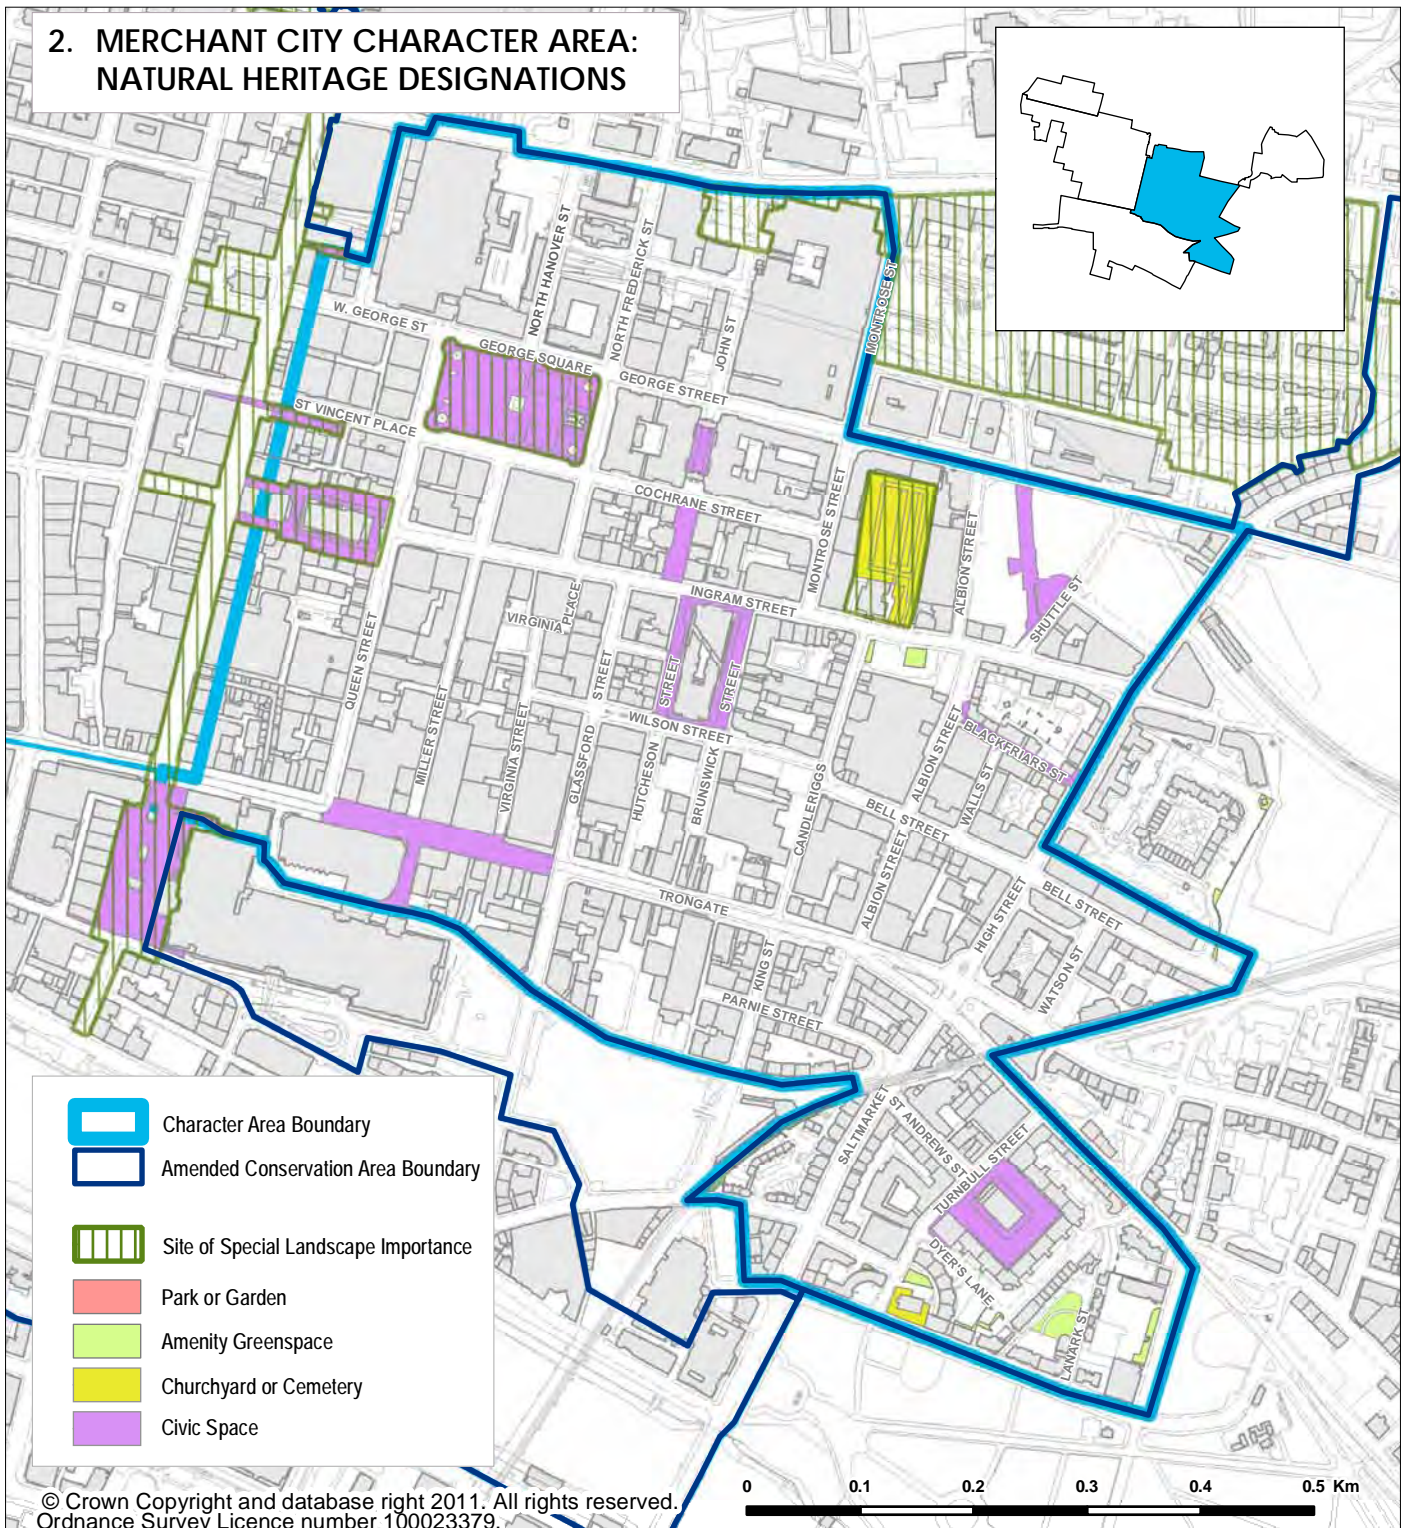 2. MERCHANT CITY CHARACTER AREA:
NATURAL HERITAGE DESIGNATIONS
NORTH HANOVER ST
NORTH FREDERICK ST
JOHN ST
MONTROSE ST
W. GEORGE ST
GEORGE SQUARE
GEORGE STREET
ST VINCENT PLACE
COCHRANE STREET
MONTROSE STREET
ALBION STREET
SHUTTLE ST
INGRAM STREET
VIRGINIA
PLACE
QUEEN STREET
MILLER STREET
VIRGINIA STREET
GLASSFORD
STREET
STREET
STREET
WILSON STREET
HUTCHESON
BRUNSWICK
CANDLERIGGS
ALBION STREET
BLACKFRIARS ST
WALLS ST
BELL STREET
ALBION STREET
HIGH STREET
BELL STREET
WATSON ST
TRONGATE
KING ST
PARNIE STREET
SALTMARKET
ST ANDREWS ST
TURNBULL STREET
DYER'S LANE
LANARK ST
Character Area Boundary
Amended Conservation Area Boundary
Site of Special Landscape Importance
Park or Garden
Amenity Greenspace
Churchyard or Cemetery
Civic Space
0 0.1 0.2 0.3 0.4 0.5 Km
© Crown Copyright and database right 2011. All rights reserved.
Ordnance Survey Licence number 100023379.